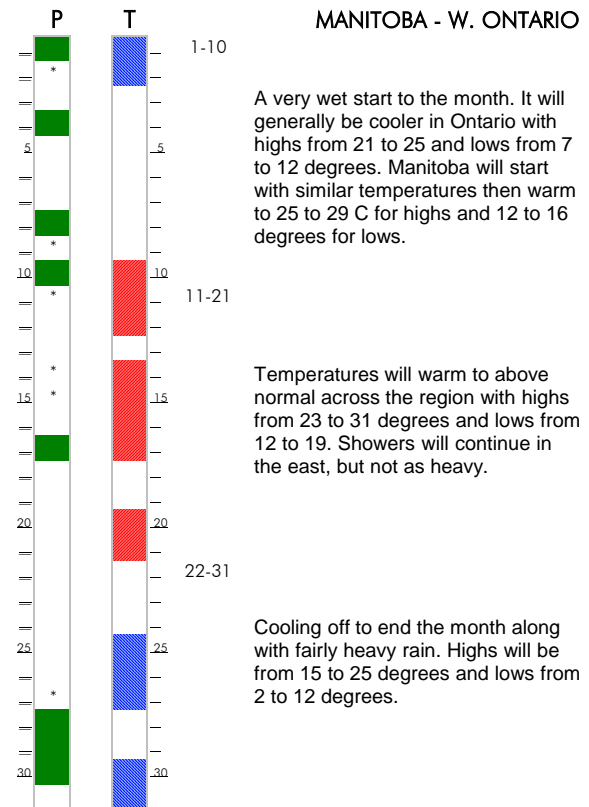 P T MANITOBA - W. ONTARIO
1-10
*
A very wet start to the month. It will
generally be cooler in Ontario with
highs from 21 to 25 and lows from 7
to 12 degrees. Manitoba will start
with similar temperatures then warm
to 25 to 29 C for highs and 12 to 16
degrees for lows.
5 5
*
10 10
* 11-21
*
Temperatures will warm to above
normal across the region with highs
from 23 to 31 degrees and lows from
12 to 19. Showers will continue in
the east, but not as heavy.
* 
15 15
20 20
22-31
Cooling off to end the month along
with fairly heavy rain. Highs will be
from 15 to 25 degrees and lows from
2 to 12 degrees.
25 25
*
30 30